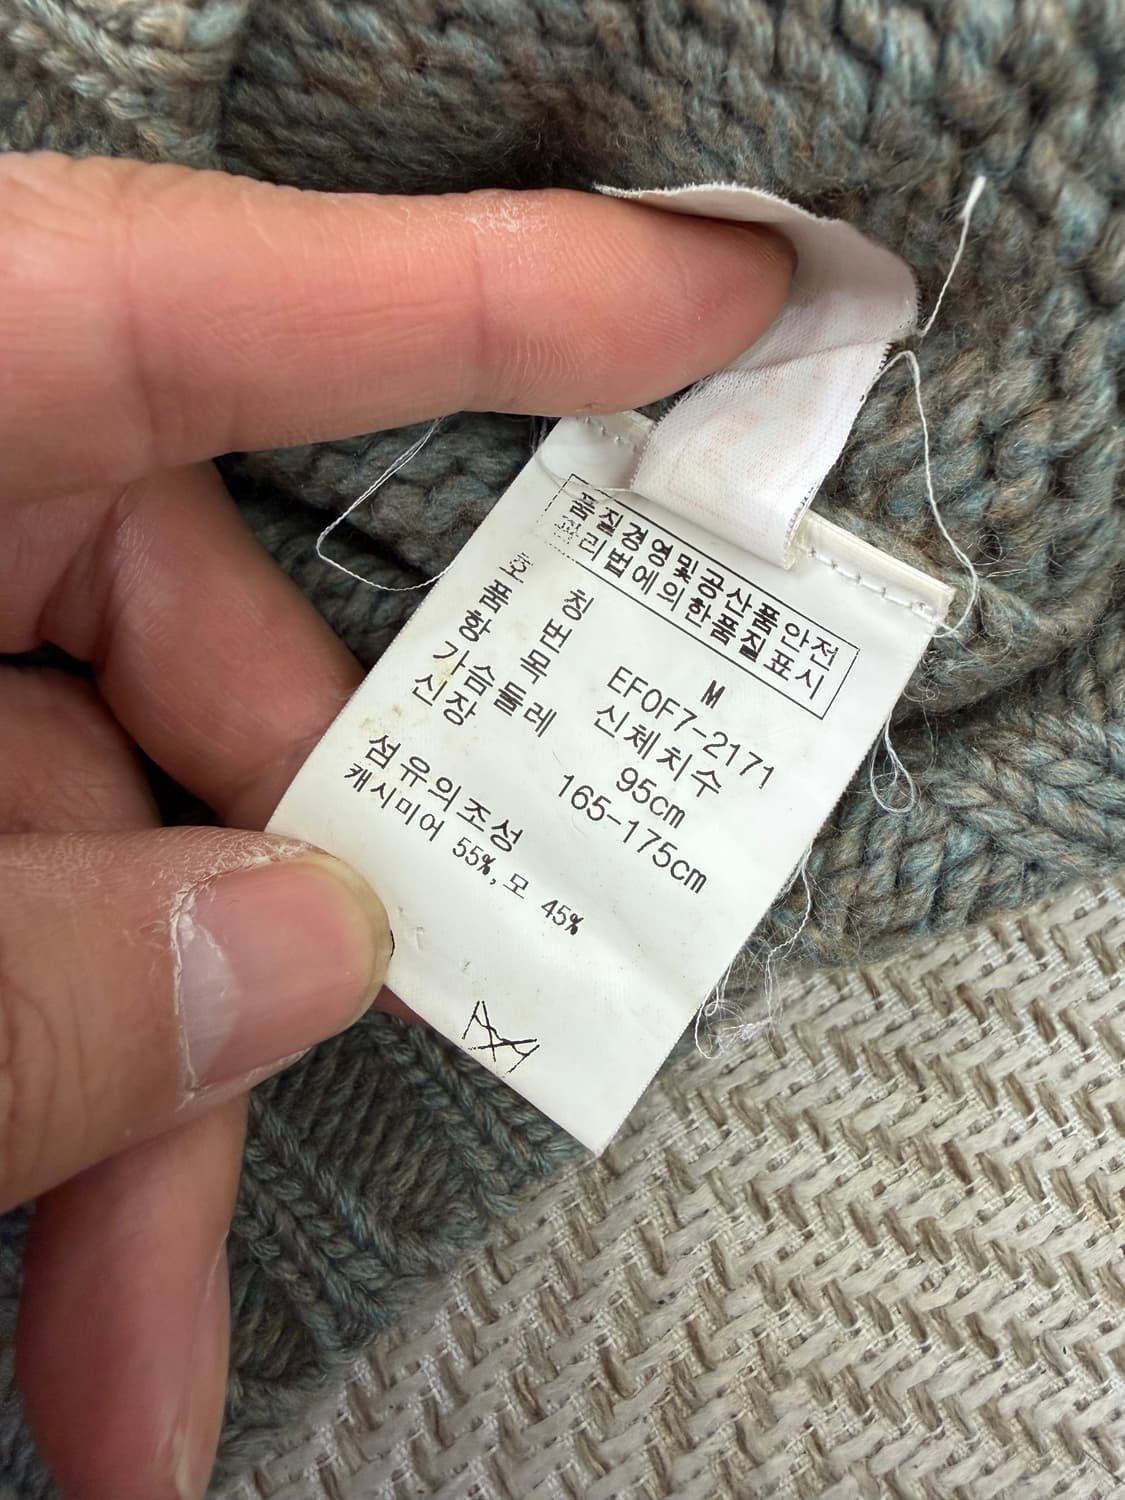 품질경영및공산품안전
관리법에의한품질표시
호 칭 M
품 번 EFOF7-2171
항 목 신체치수
가슴둘레 95cm
신장 165-175cm
섬유의조성
캐시미어 55%, 모 45%